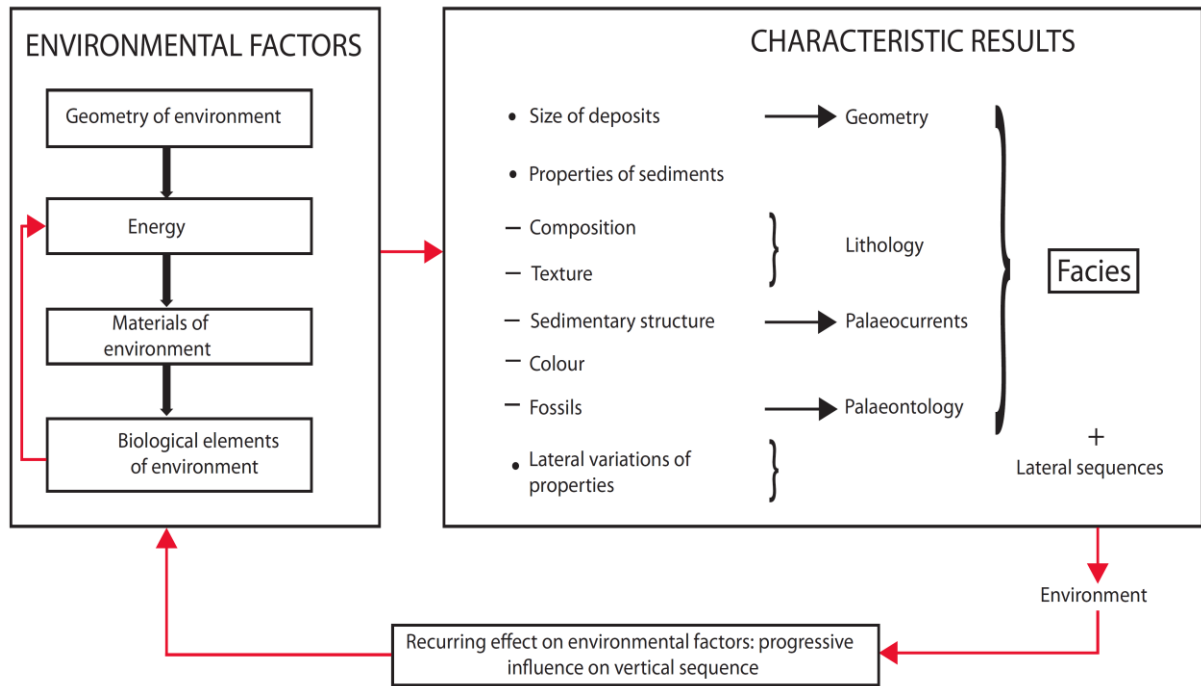 ENVIRONMENTAL FACTORS
Geometry of environment
Energy
Materials of
environment
Biological elements
of environment
CHARACTERISTIC RESULTS
• Size of deposits
Geometry
• Properties of sediments
– Composition
– Texture
Lithology
– Sedimentary structure
Palaeocurrents
– Colour
– Fossils
Palaeontology
• Lateral variations of
properties
Facies
+
Lateral sequences
Environment
Recurring effect on environmental factors: progressive
influence on vertical sequence